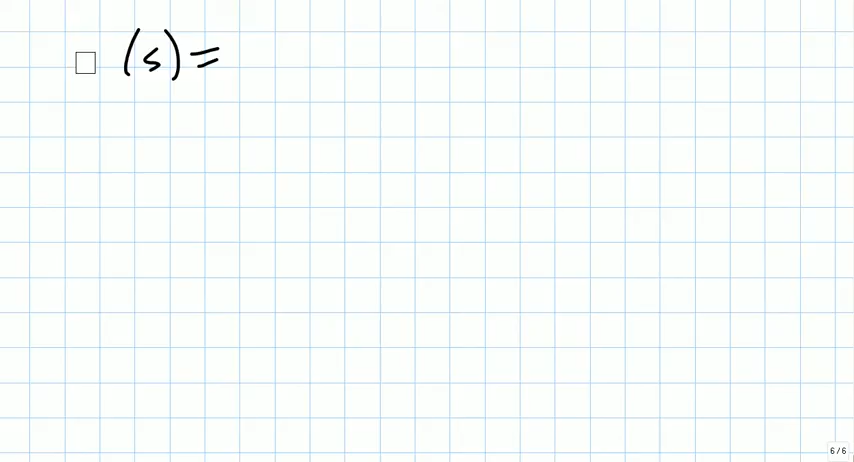 □ (s) =
6 / 6